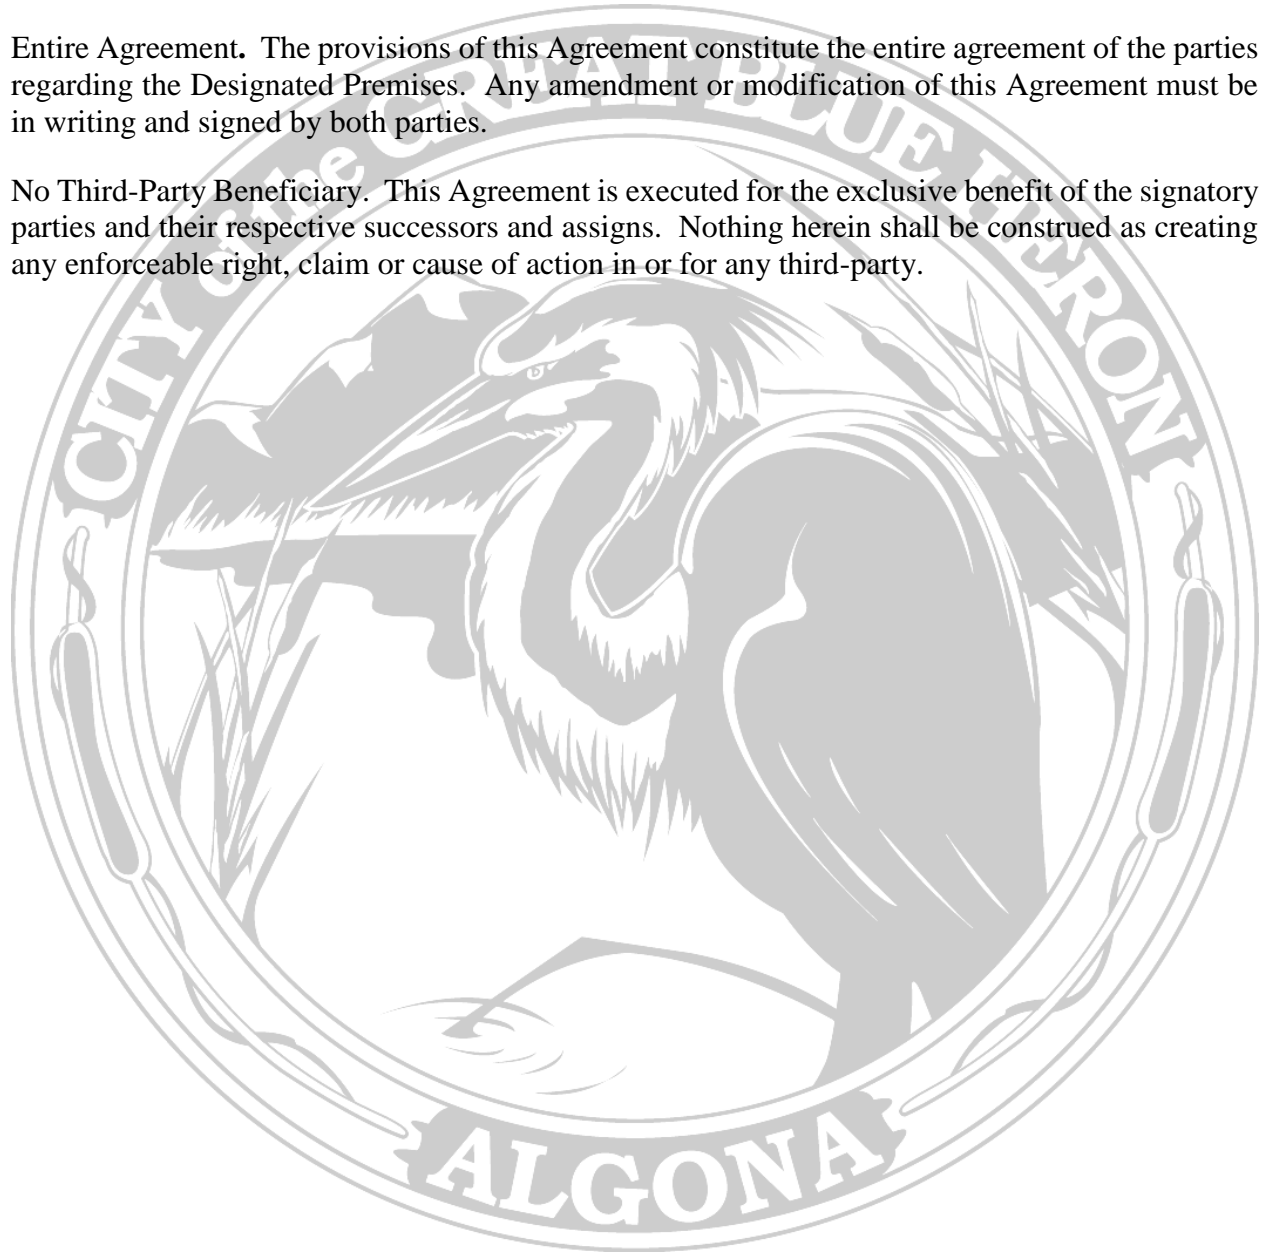 Entire Agreement.  The provisions of this Agreement constitute the entire agreement of the parties
regarding the Designated Premises.  Any amendment or modification of this Agreement must be
in writing and signed by both parties.
No Third-Party Beneficiary.  This Agreement is executed for the exclusive benefit of the signatory
parties and their respective successors and assigns.  Nothing herein shall be construed as creating
any enforceable right, claim or cause of action in or for any third-party.
CITY of the GREAT BLUE HERON
ALGONA